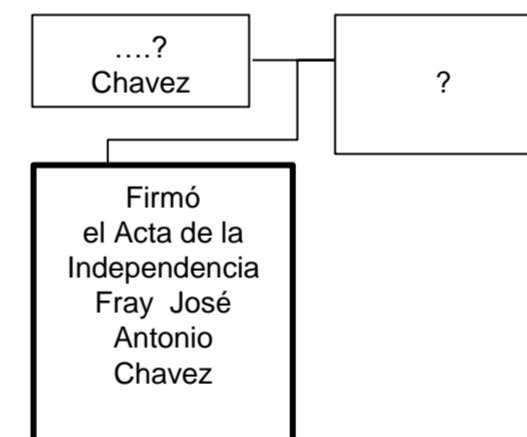 ….?
Chavez
?
Firmó
el Acta de la
Independencia
Fray José
Antonio
Chavez